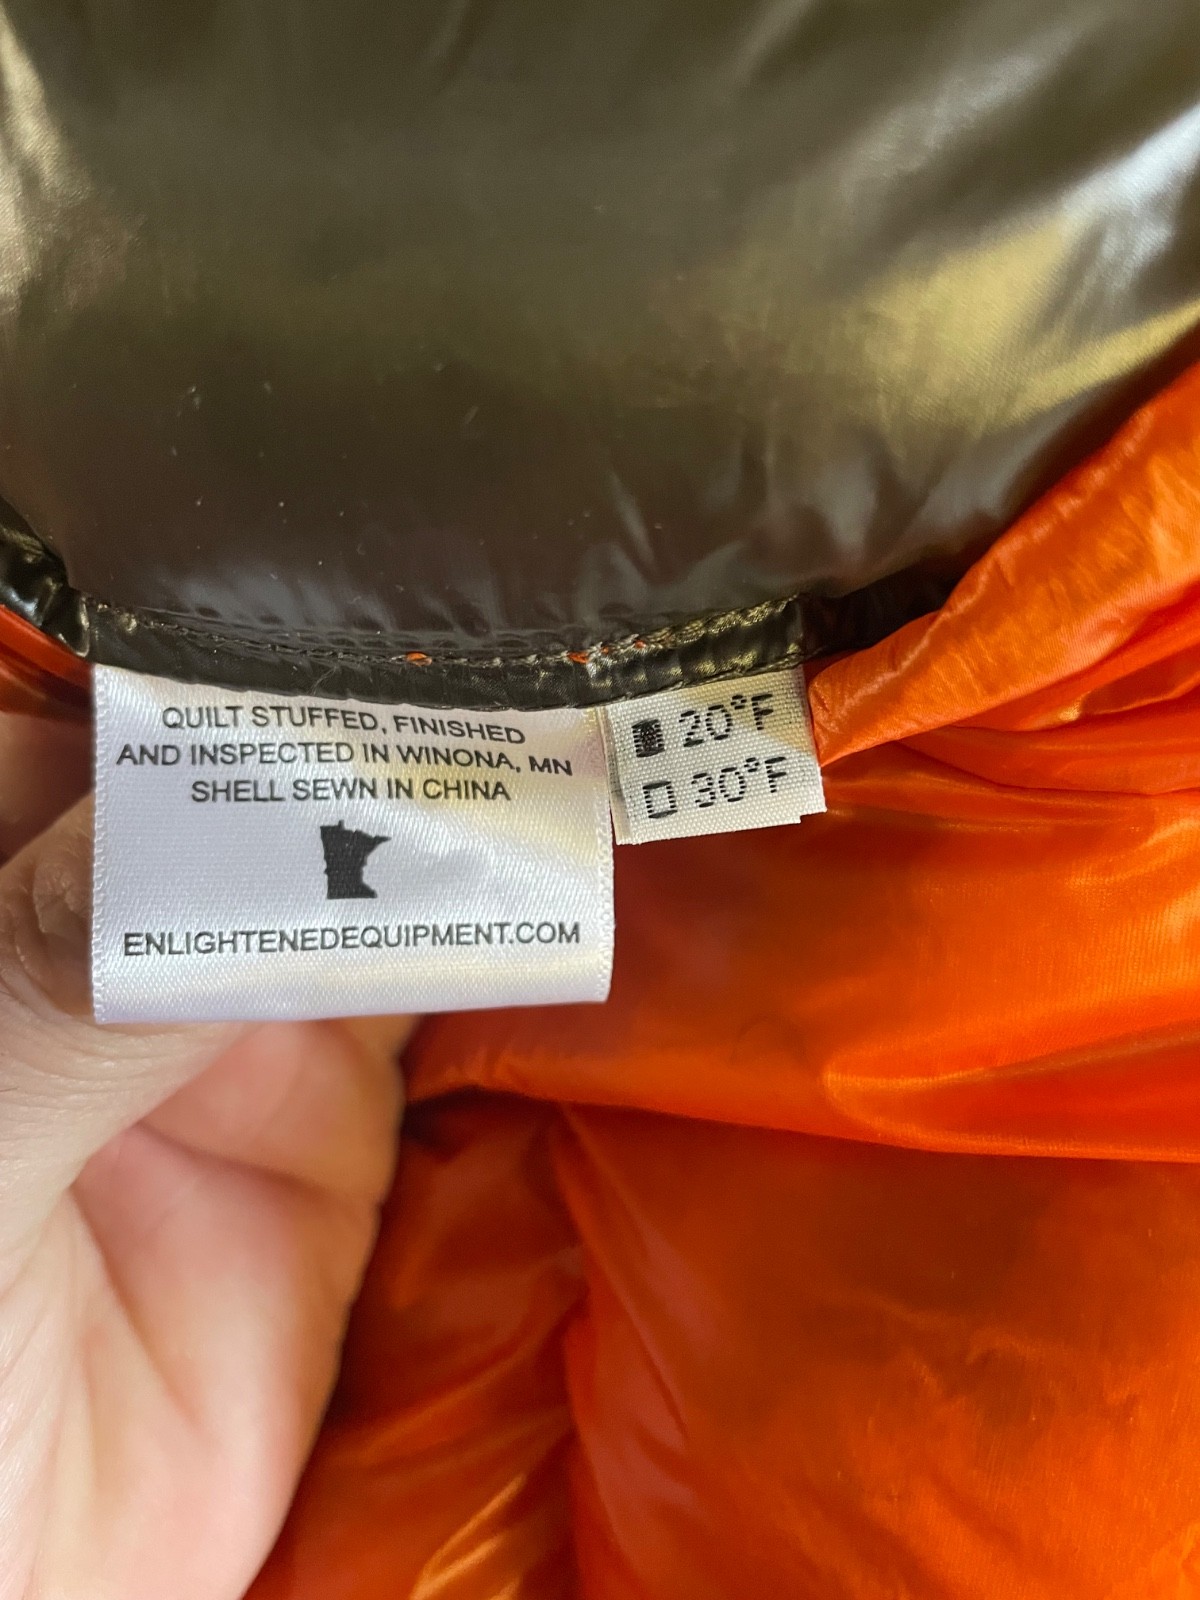 QUILT STUFFED, FINISHED
AND INSPECTED IN WINONA, MN
SHELL SEWN IN CHINA
ENLIGHTENEDEQUIPMENT.COM
20°F
30°F